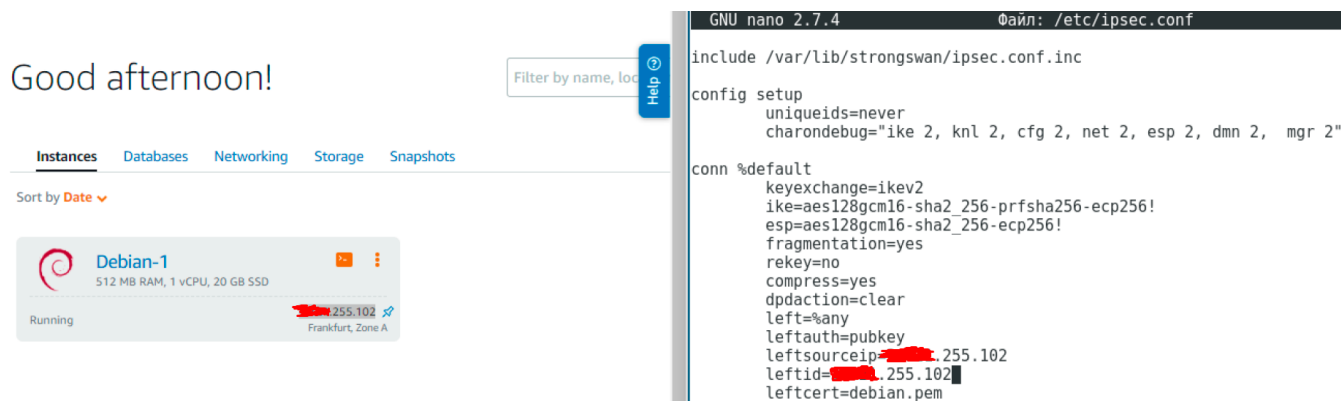 Good afternoon!
Filter by name, loc
Help
Instances Databases Networking Storage Snapshots
Sort by Date
Debian-1
512 MB RAM, 1 vCPU, 20 GB SSD
Running
.255.102
Frankfurt, Zone A
GNU nano 2.7.4 Файл: /etc/ipsec.conf
include /var/lib/strongswan/ipsec.conf.inc
config setup
uniqueids=never
charondebug="ike 2, knl 2, cfg 2, net 2, esp 2, dmn 2,  mgr 2"
conn %default
keyexchange=ikev2
ike=aes128gcm16-sha2_256-prfsha256-ecp256!
esp=aes128gcm16-sha2_256-ecp256!
fragmentation=yes
rekey=no
compress=yes
dpdaction=clear
left=%any
leftauth=pubkey
leftsourceip=.255.102
leftid=.255.102
leftcert=debian.pem